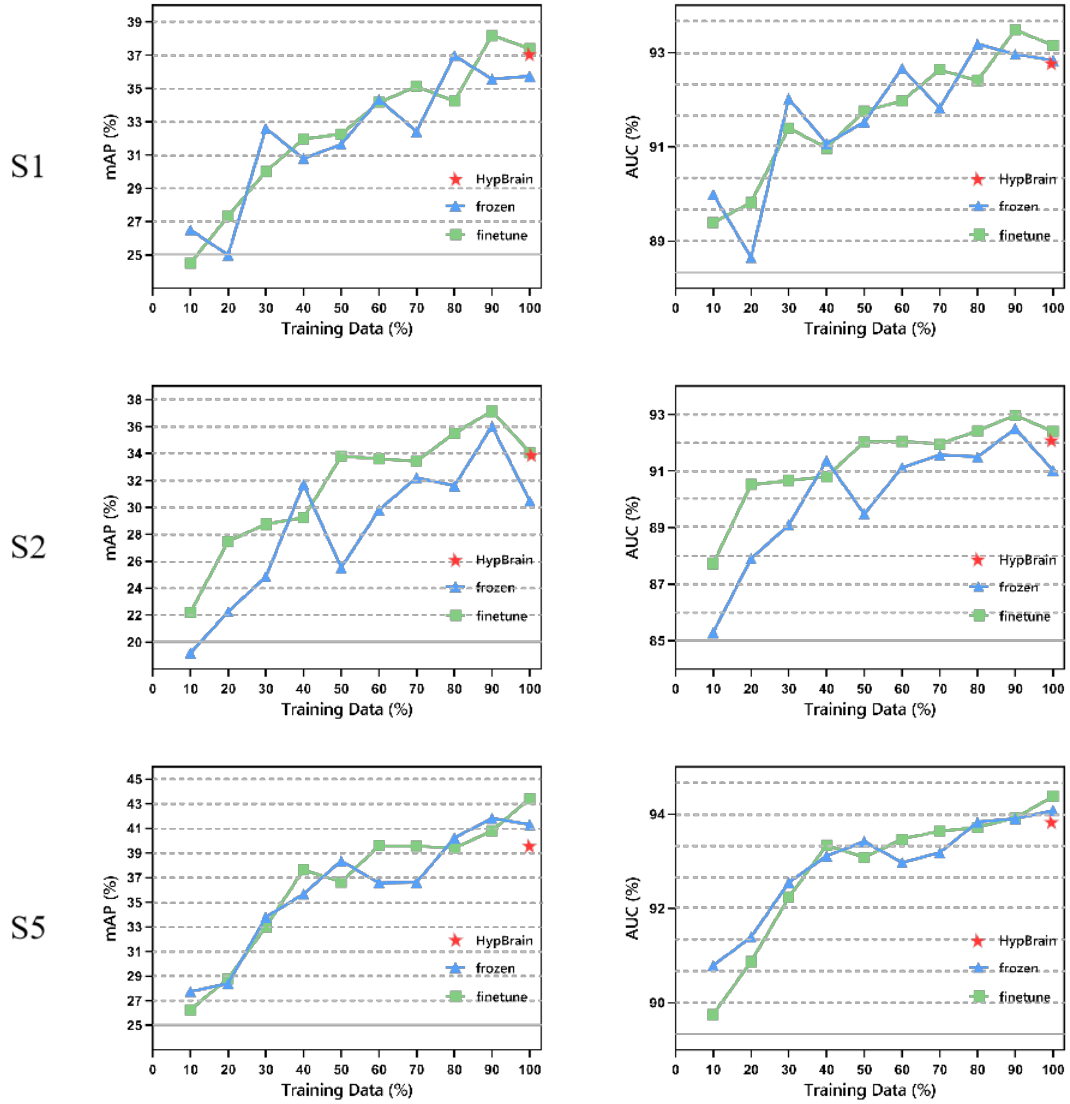 S1
mAP (%)
39
37
35
33
31
29
27
25
HypBrain
frozen
finetune
0 10 20 30 40 50 60 70 80 90 100
Training Data (%)
AUC (%)
93
91
89
HypBrain
frozen
finetune
0 10 20 30 40 50 60 70 80 90 100
Training Data (%)
S2
mAP (%)
38
36
34
32
30
28
26
24
22
20
HypBrain
frozen
finetune
0 10 20 30 40 50 60 70 80 90 100
Training Data (%)
AUC (%)
93
91
89
87
85
HypBrain
frozen
finetune
0 10 20 30 40 50 60 70 80 90 100
Training Data (%)
S5
mAP (%)
45
43
41
39
37
35
33
31
29
27
25
HypBrain
frozen
finetune
0 10 20 30 40 50 60 70 80 90 100
Training Data (%)
AUC (%)
94
92
90
HypBrain
frozen
finetune
0 10 20 30 40 50 60 70 80 90 100
Training Data (%)